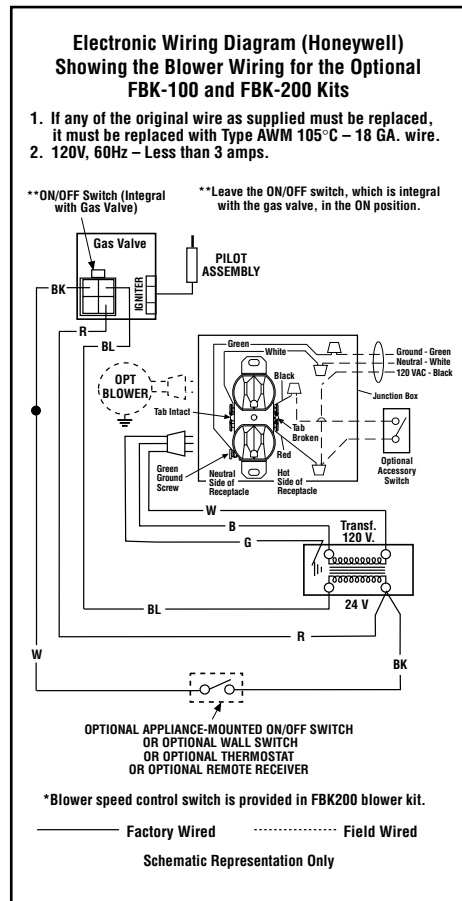 Electronic Wiring Diagram (Honeywell)
Showing the Blower Wiring for the Optional
FBK-100 and FBK-200 Kits
1. If any of the original wire as supplied must be replaced,
it must be replaced with Type AWM 105°C – 18 GA. wire.
2. 120V, 60Hz – Less than 3 amps.
**ON/OFF Switch (Integral
with Gas Valve)
**Leave the ON/OFF switch, which is integral
with the gas valve, in the ON position.
Gas Valve
IGNITER
PILOT
ASSEMBLY
BK
R
BL
OPT
BLOWER
Green
White
Black
Ground - Green
Neutral - White
120 VAC - Black
Junction Box
Tab Intact
Tab
Broken
Red
Green
Ground
Screw
Neutral
Side of
Receptacle
Hot
Side of
Receptacle
Optional
Accessory
Switch
W
B
G
Transf.
120 V.
24 V
BL
R
W
BK
OPTIONAL APPLIANCE-MOUNTED ON/OFF SWITCH
OR OPTIONAL WALL SWITCH
OR OPTIONAL THERMOSTAT
OR OPTIONAL REMOTE RECEIVER
*Blower speed control switch is provided in FBK200 blower kit.
Factory Wired
Field Wired
Schematic Representation Only